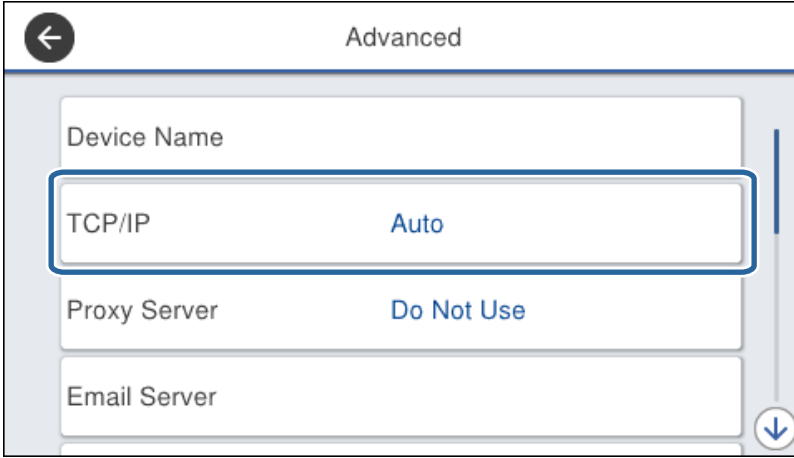 Advanced
Device Name
TCP/IP Auto
Proxy Server Do Not Use
Email Server